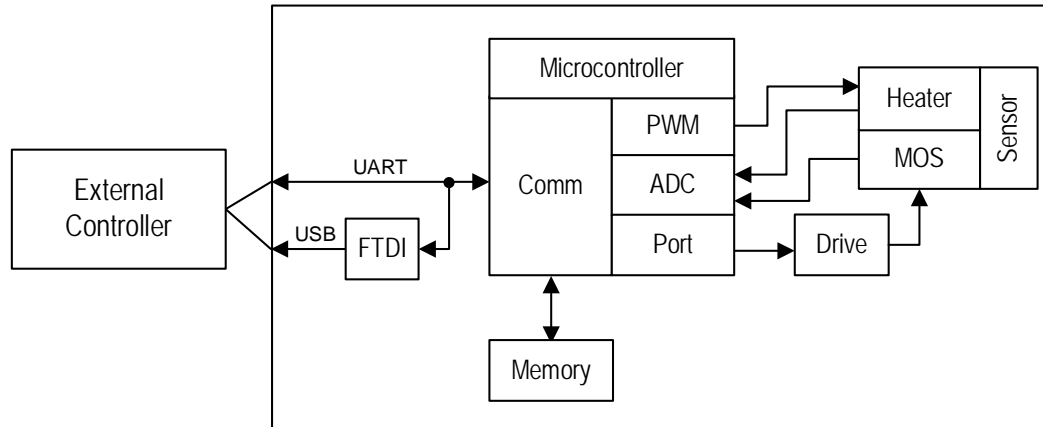 Microcontroller
PWM
Heater
Sensor
MOS
UART
Comm
ADC
External
Controller
USB
FTDI
Port
Drive
Memory